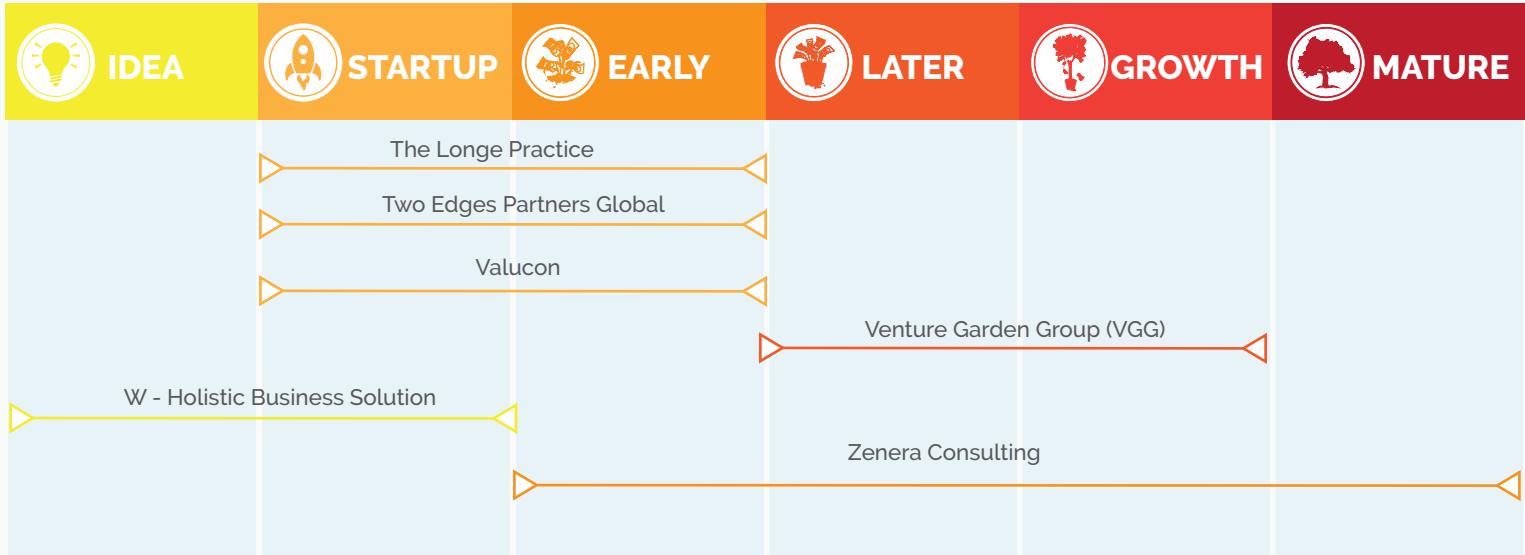 IDEA
STARTUP
EARLY
LATER
GROWTH
MATURE
The Longe Practice
Two Edges Partners Global
Valucon
Venture Garden Group (VGG)
W - Holistic Business Solution
Zenera Consulting